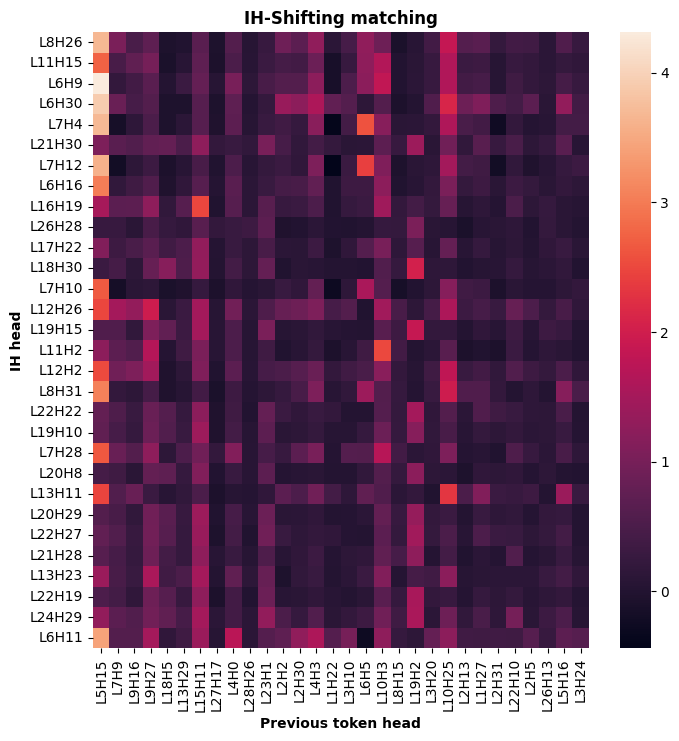 IH-Shifting matching
IH head
L8H26
L11H15
L6H9
L6H30
L7H4
L21H30
L7H12
L6H16
L16H19
L26H28
L17H22
L18H30
L7H10
L12H26
L19H15
L11H2
L12H2
L8H31
L22H22
L19H10
L7H28
L20H8
L13H11
L19H30
L22H27
L21H28
L13H23
L22H19
L24H29
L6H11
L5H15
L7H9
L9H16
L9H27
L18H5
L13H29
L15H11
L27H17
L4H0
L28H26
L23H1
L2H2
L2H30
L4H3
L1H22
L3H10
L6H5
L10H3
L8H15
L19H2
L3H20
L10H25
L2H13
L1H27
L2H31
L22H10
L2H5
L26H13
L5H16
L3H24
Previous token head
4
3
2
1
0